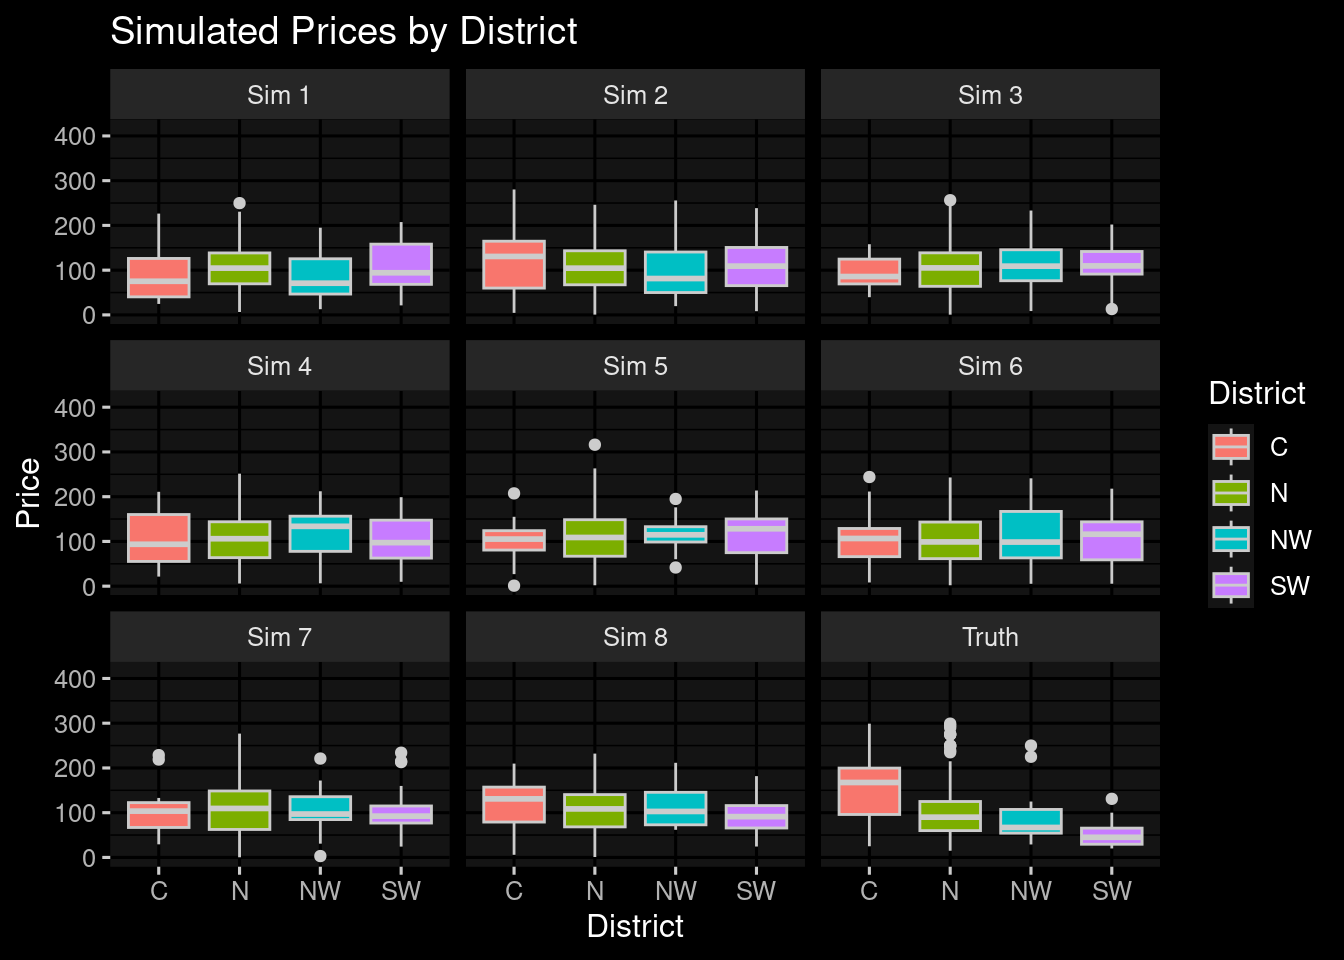 Simulated Prices by District
Sim 1 Sim 2 Sim 3
400
300
200
100
0
Sim 4 Sim 5 Sim 6
400
300
200
100
0
Sim 7 Sim 8 Truth
400
300
200
100
0
C N NW SW C N NW SW C N NW SW
District
Price
District
C
N
NW
SW